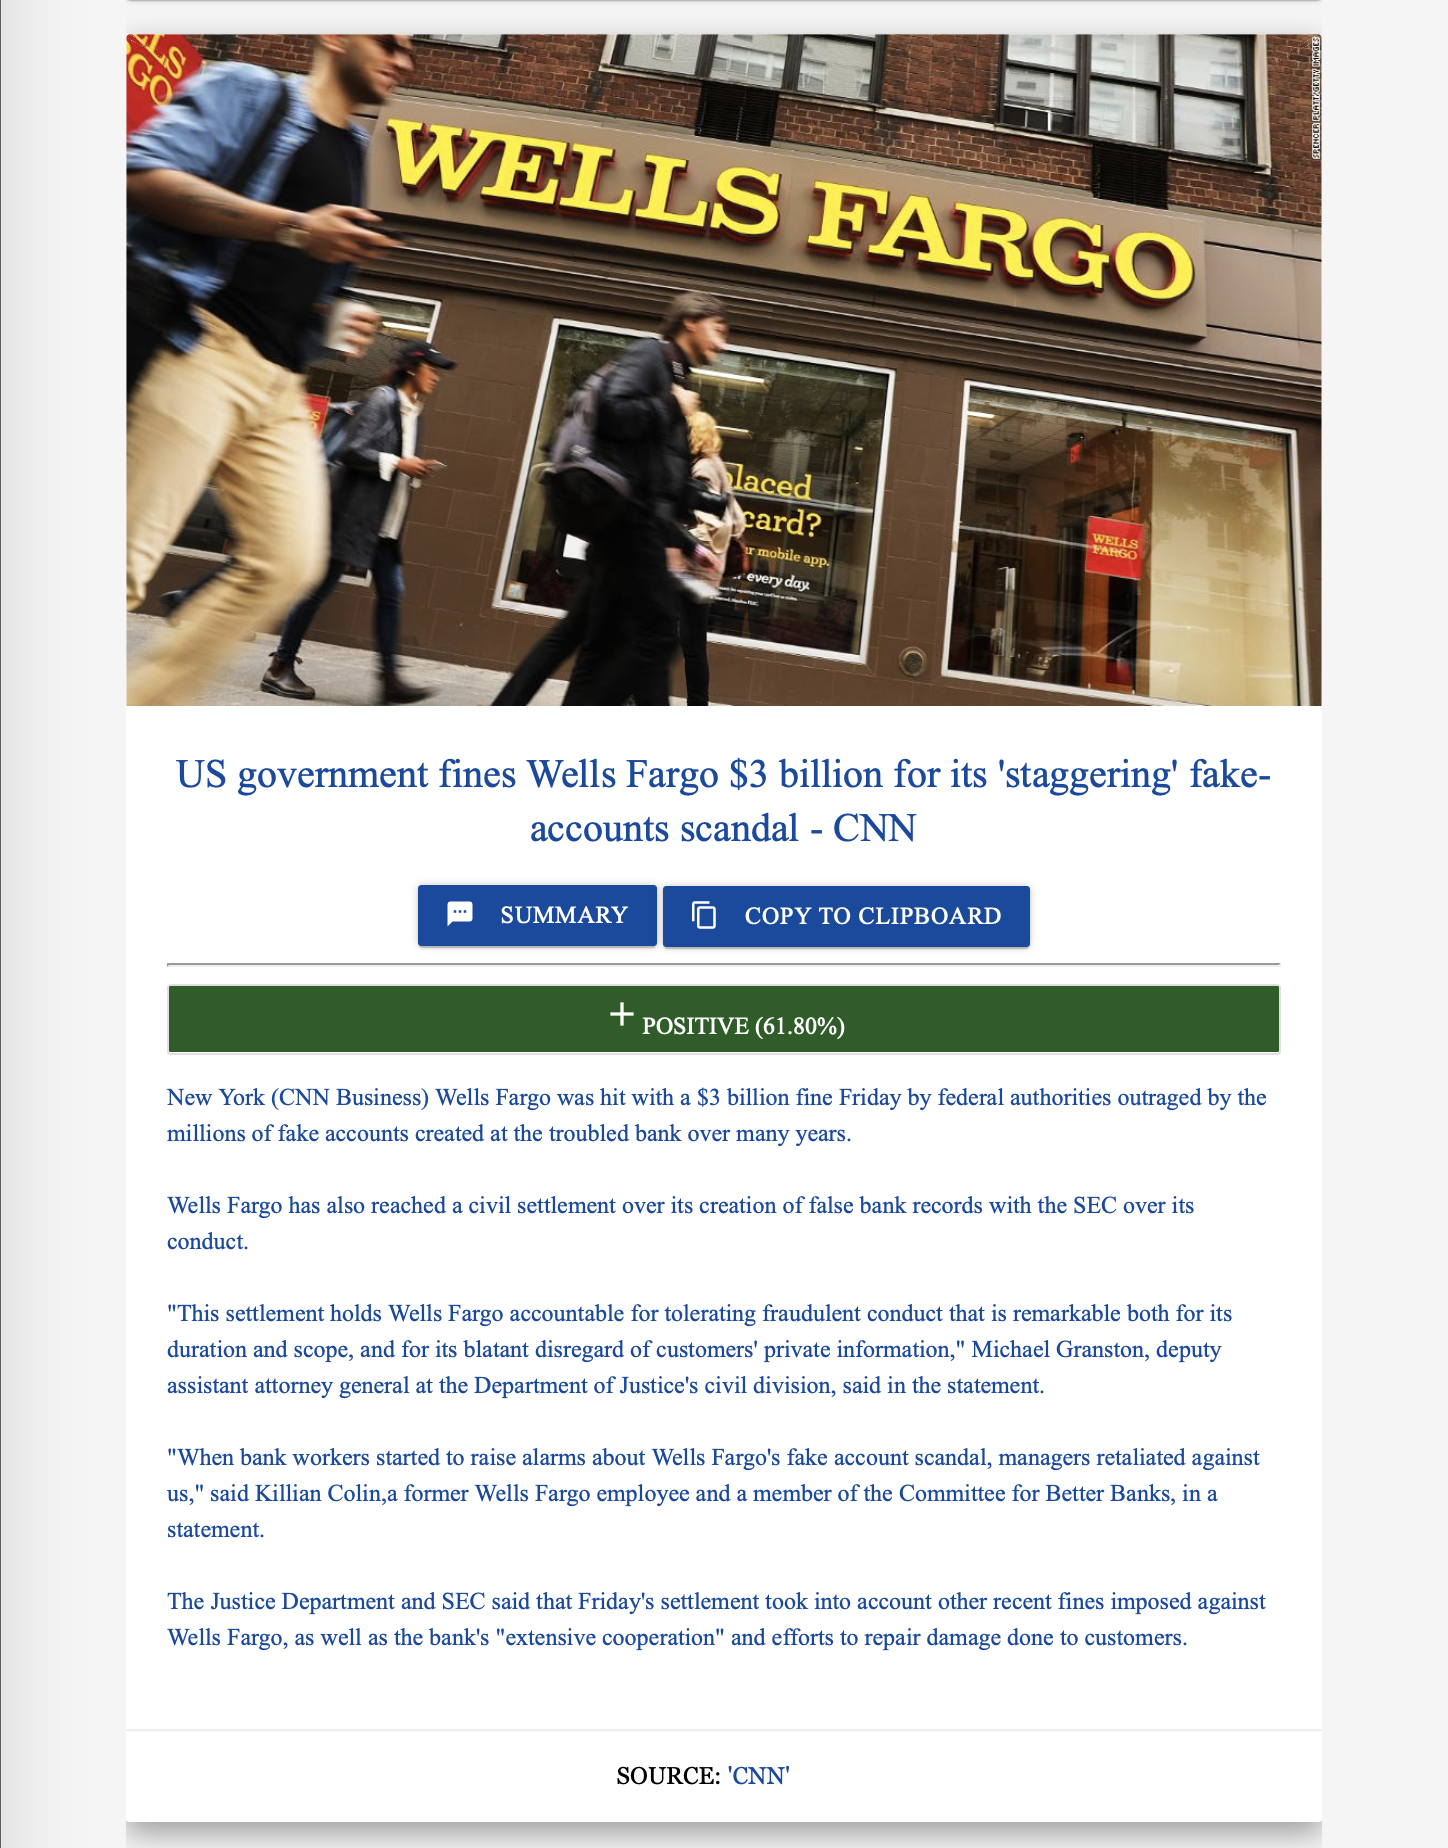 LS
GO
SPENCER PLATT/GETTY IMAGES
WELLS FARGO
placed
card?
ur mobile app.
every day.
WELLS
FARGO
US government fines Wells Fargo $3 billion for its 'staggering' fake-
accounts scandal - CNN
SUMMARY
COPY TO CLIPBOARD
POSITIVE (61.80%)
New York (CNN Business) Wells Fargo was hit with a $3 billion fine Friday by federal authorities outraged by the
millions of fake accounts created at the troubled bank over many years.
Wells Fargo has also reached a civil settlement over its creation of false bank records with the SEC over its
conduct.
"This settlement holds Wells Fargo accountable for tolerating fraudulent conduct that is remarkable both for its
duration and scope, and for its blatant disregard of customers' private information," Michael Granston, deputy
assistant attorney general at the Department of Justice's civil division, said in the statement.
"When bank workers started to raise alarms about Wells Fargo's fake account scandal, managers retaliated against
us," said Killian Colin,a former Wells Fargo employee and a member of the Committee for Better Banks, in a
statement.
The Justice Department and SEC said that Friday's settlement took into account other recent fines imposed against
Wells Fargo, as well as the bank's "extensive cooperation" and efforts to repair damage done to customers.
SOURCE: 'CNN'